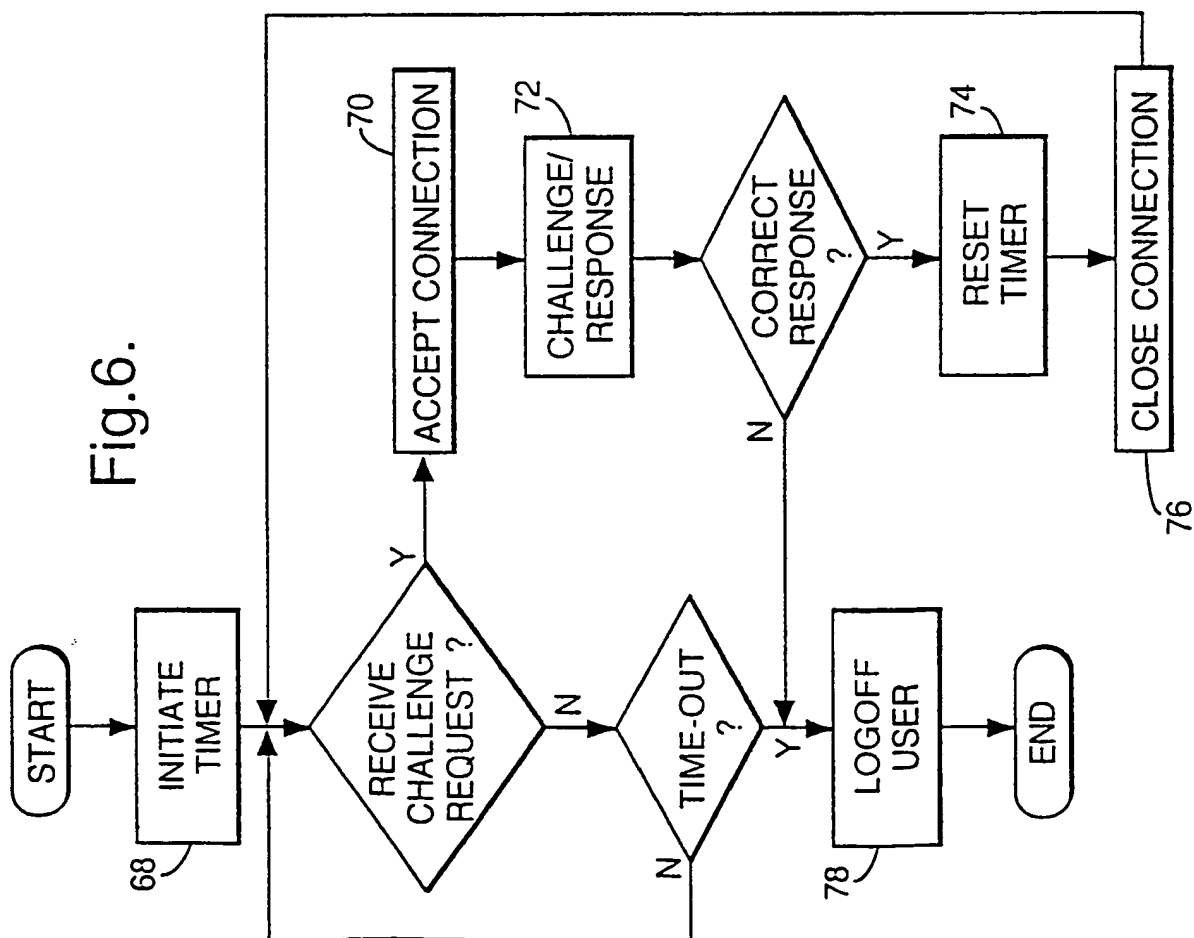 Fig.6.
START
INITIATE
TIMER
68
RECEIVE
CHALLENGE
REQUEST ?
Y
N
ACCEPT CONNECTION
70
CHALLENGE/
RESPONSE
72
CORRECT
RESPONSE
?
N
Y
RESET
TIMER
74
CLOSE CONNECTION
76
TIME-OUT
?
N
Y
LOGOFF
USER
78
END